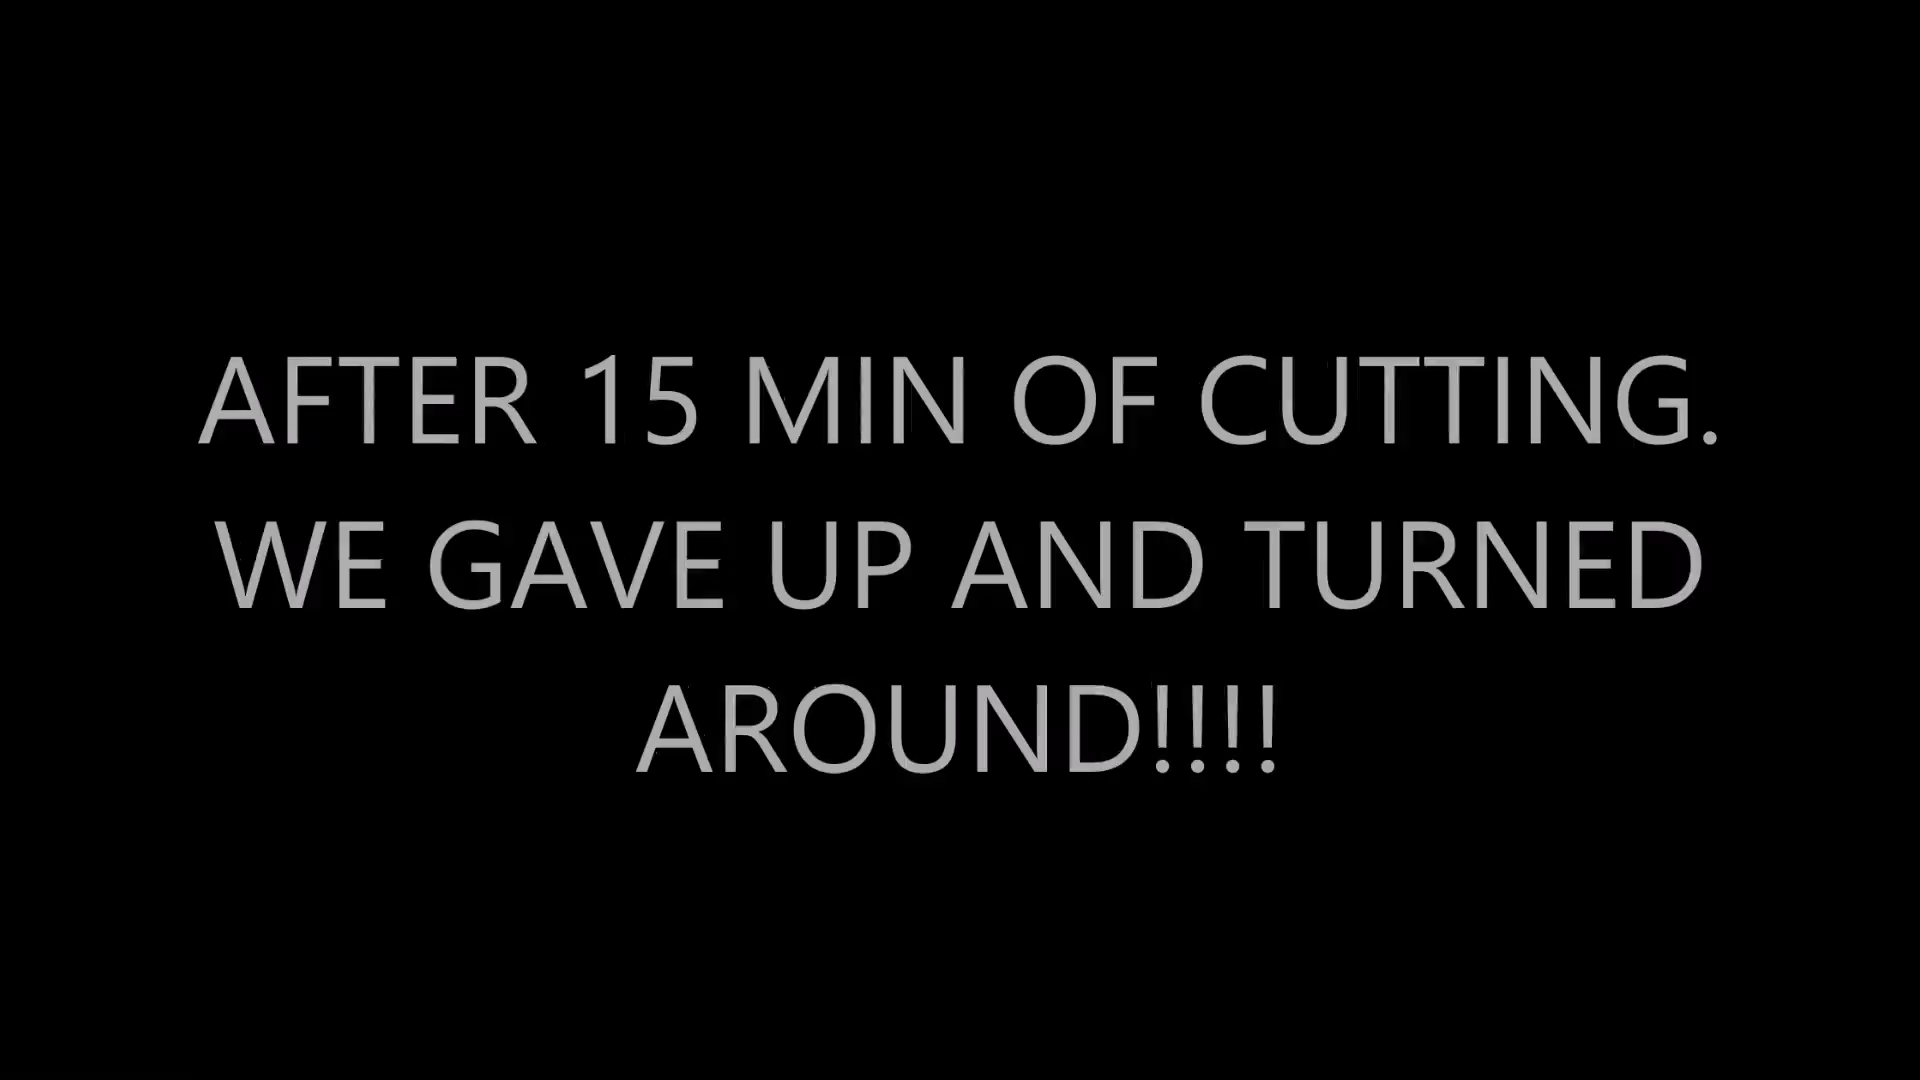 AFTER 15 MIN OF CUTTING.
WE GAVE UP AND TURNED
AROUND!!!!